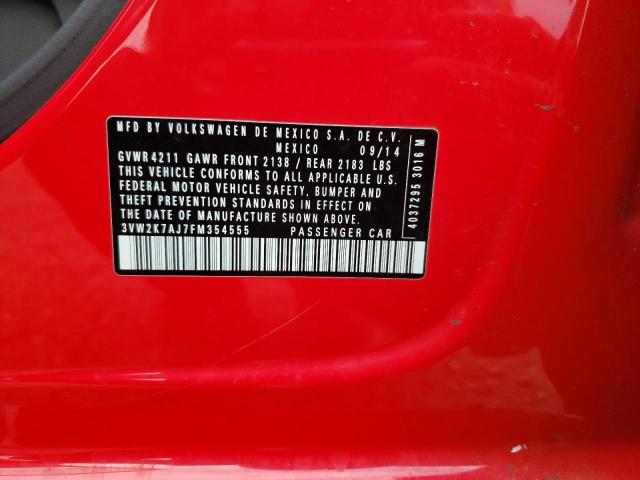 MFD BY VOLKSWAGEN DE MEXICO S.A. DE C.V.
MEXICO 09/14
GVWR 4211 GAWR FRONT 2138 / REAR 2183 LBS
THIS VEHICLE CONFORMS TO ALL APPLICABLE U.S.
FEDERAL MOTOR VEHICLE SAFETY, BUMPER AND
THEFT PREVENTION STANDARDS IN EFFECT ON
THE DATE OF MANUFACTURE SHOWN ABOVE.
3VW2K7AJ7FM354555 PASSENGER CAR
4037295 3016 M